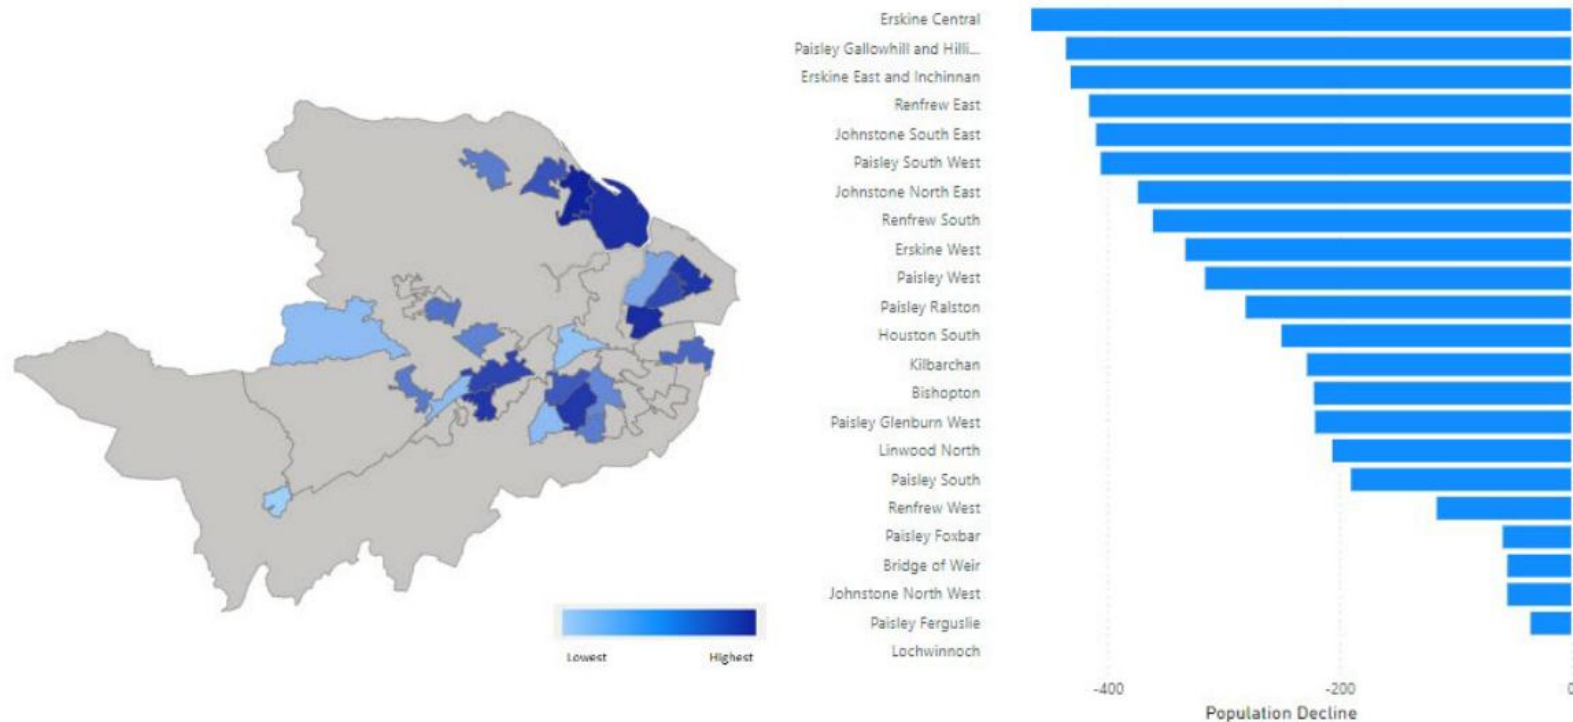 Erskine Central
Paisley Gallowhill and Hilli...
Erskine East and Inchinnan
Renfrew East
Johnstone South East
Paisley South West
Johnstone North East
Renfrew South
Erskine West
Paisley West
Paisley Ralston
Houston South
Kilbarchan
Bishopton
Paisley Glenburn West
Linwood North
Paisley South
Renfrew West
Paisley Foxbar
Bridge of Weir
Johnstone North West
Paisley Ferguslie
Lochwinnoch
-400 -200 0
Population Decline
Lowest Highest